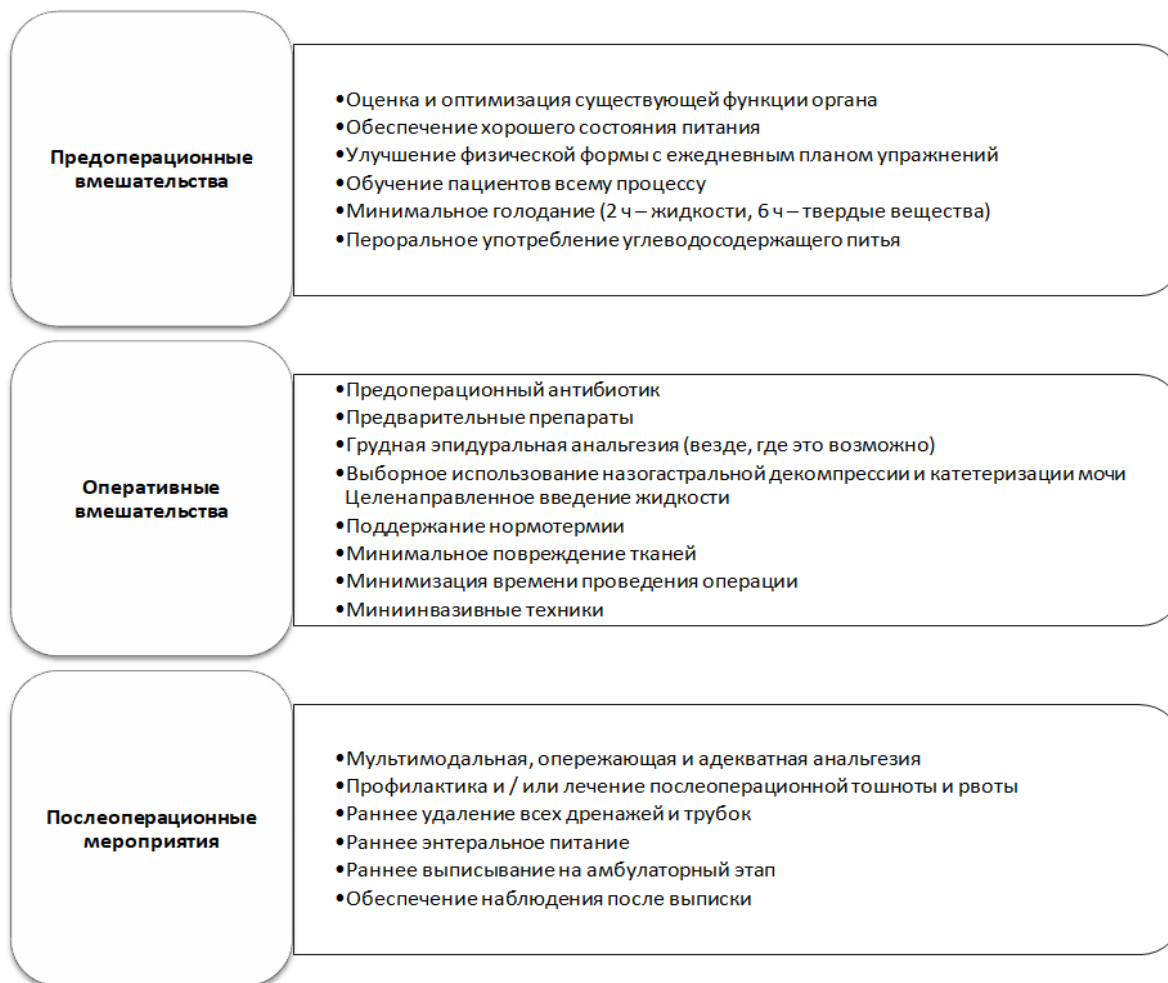 Предоперационные
вмешательства
•Оценка и оптимизация существующей функции органа
•Обеспечение хорошего состояния питания
•Улучшение физической формы с ежедневным планом упражнений
•Обучение пациентов всему процессу
•Минимальное голодание (2 ч – жидкости, 6 ч – твердые вещества)
•Пероральное употребление углеводосодержащего питья
Оперативные
вмешательства
•Предоперационный антибиотик
•Предварительные препараты
•Грудная эпидуральная анальгезия (везде, где это возможно)
•Выборное использование назогастральной декомпрессии и катетеризации мочи
Целенаправленное введение жидкости
•Поддержание нормотермии
•Минимальное повреждение тканей
•Минимизация времени проведения операции
•Миниинвазивные техники
Послеоперационные
мероприятия
•Мультимодальная, опережающая и адекватная анальгезия
•Профилактика и / или лечение послеоперационной тошноты и рвоты
•Раннее удаление всех дренажей и трубок
•Раннее энтеральное питание
•Раннее выписывание на амбулаторный этап
•Обеспечение наблюдения после выписки